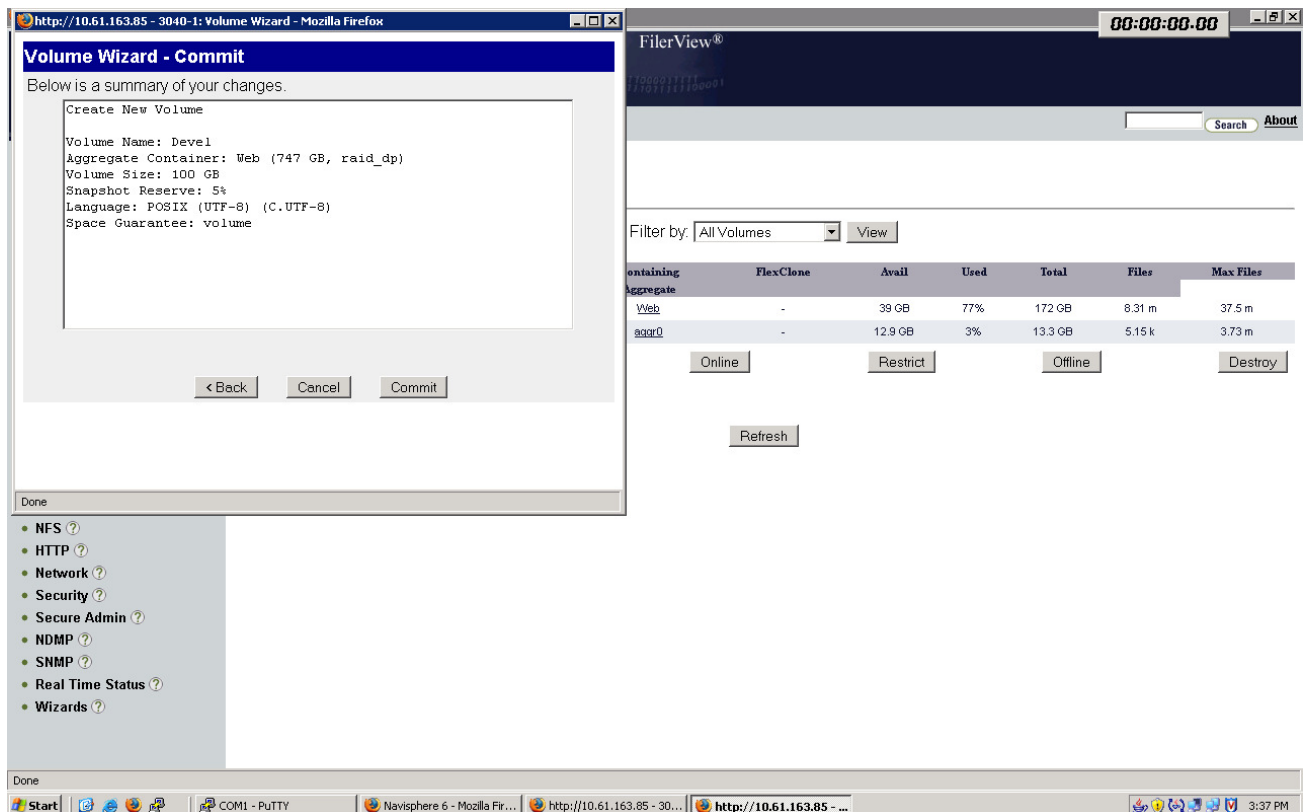 http://10.61.163.85 - 3040-1: Volume Wizard - Mozilla Firefox
00:00:00.00
Volume Wizard - Commit
FilerView®
Below is a summary of your changes.
Create New Volume
Volume Name: Devel
Aggregate Container: Web (747 GB, raid_dp)
Volume Size: 100 GB
Snapshot Reserve: 5%
Language: POSIX (UTF-8) (C.UTF-8)
Space Guarantee: volume
< Back Cancel Commit
Done
Search About
Filter by: All Volumes View
ontaining FlexClone Avail Used Total Files Max Files
Aggregate
Web - 39 GB 77% 172 GB 8.31 m 37.5 m
aggr0 - 12.9 GB 3% 13.3 GB 5.15 k 3.73 m
Online Restrict Offline Destroy
Refresh
• NFS ?
• HTTP ?
• Network ?
• Security ?
• Secure Admin ?
• NDMP ?
• SNMP ?
• Real Time Status ?
• Wizards ?
Done
Start COM1 - PuTTY Navisphere 6 - Mozilla Fir... http://10.61.163.85 - 30... http://10.61.163.85 - ... 3:37 PM